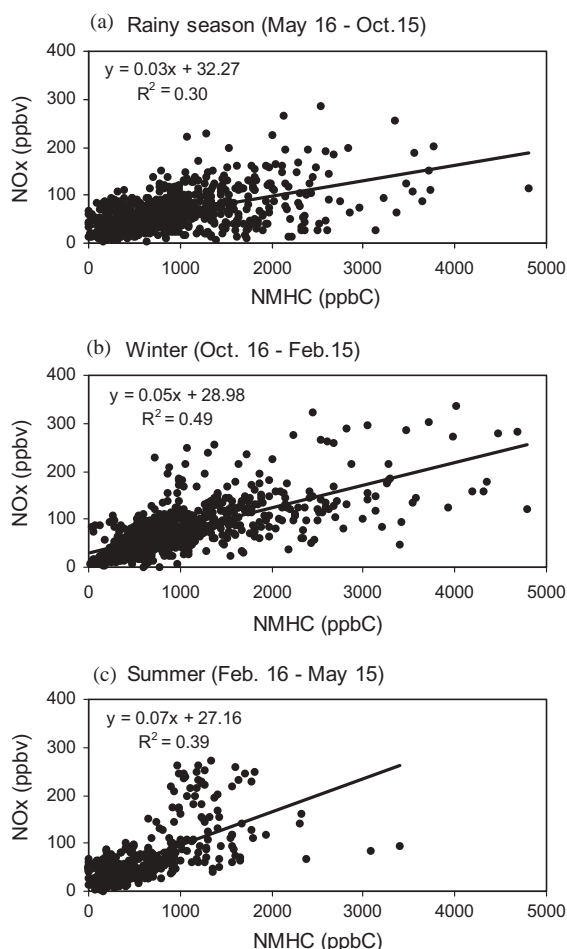 (a) Rainy season (May 16 - Oct.15)
400
y = 0.03x + 32.27
R² = 0.30
300
200
100
0
NOx (ppbv)
0 1000 2000 3000 4000 5000
NMHC (ppbC)
(b) Winter (Oct. 16 - Feb.15)
400
y = 0.05x + 28.98
R² = 0.49
300
200
100
0
NOx (ppbv)
0 1000 2000 3000 4000 5000
NMHC (ppbC)
(c) Summer (Feb. 16 - May 15)
400
y = 0.07x + 27.16
R² = 0.39
300
200
100
0
NOx (ppbv)
0 1000 2000 3000 4000 5000
NMHC (ppbC)